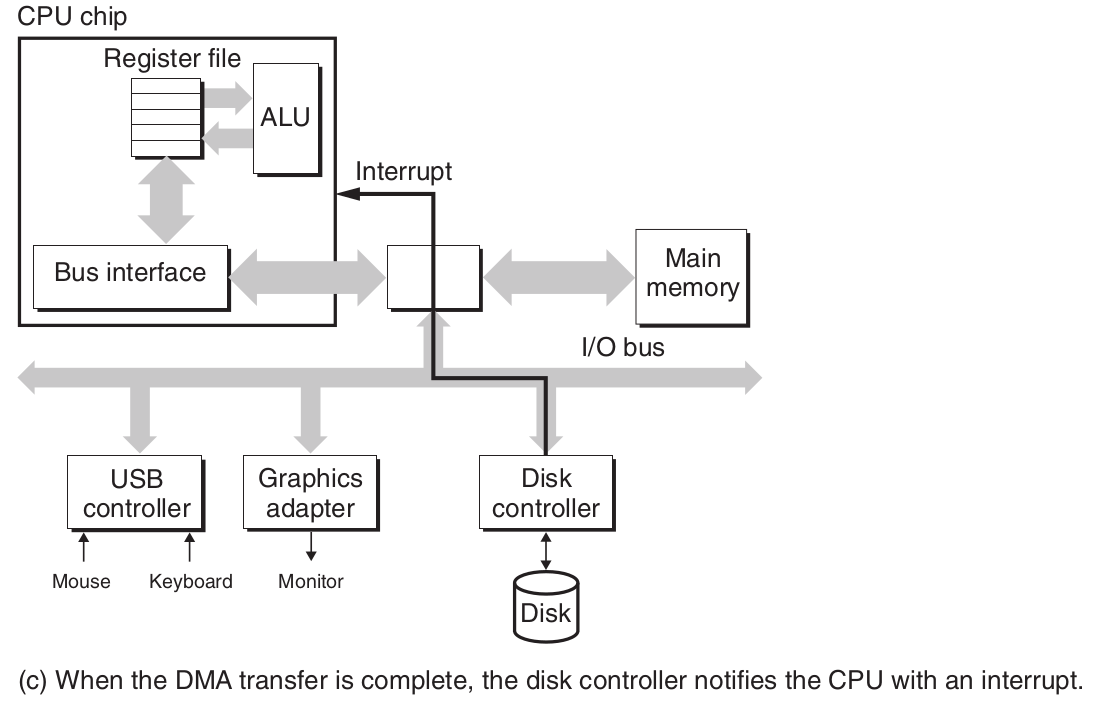 CPU chip
Register file
ALU
Interrupt
Bus interface
Main
memory
I/O bus
USB
controller
Graphics
adapter
Disk
controller
Mouse
Keyboard
Monitor
Disk
(c) When the DMA transfer is complete, the disk controller notifies the CPU with an interrupt.